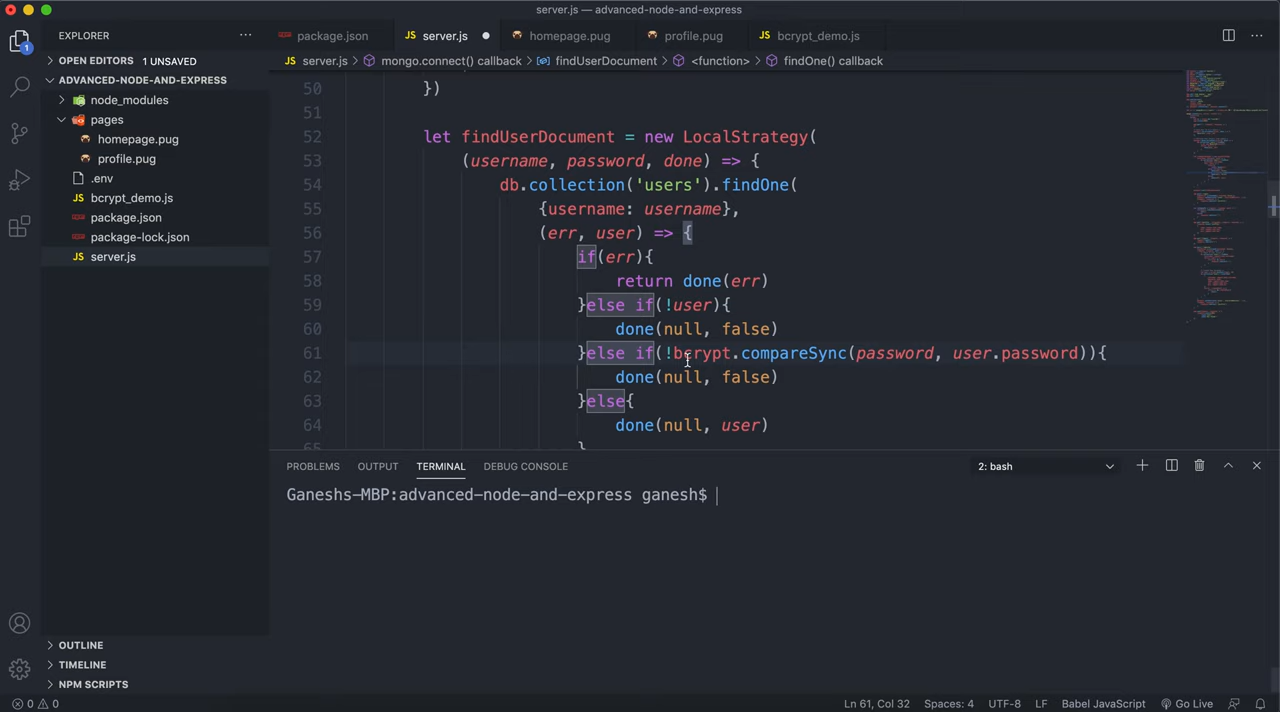 server.js — advanced-node-and-express
EXPLORER
package.json
server.js
homepage.pug
profile.pug
bcrypt_demo.js
OPEN EDITORS 1 UNSAVED
server.js > mongo.connect() callback > findUserDocument > <function> > findOne() callback
ADVANCED-NODE-AND-EXPRESS
node_modules
pages
homepage.pug
profile.pug
.env
bcrypt_demo.js
package.json
package-lock.json
server.js
50 })
51
52 let findUserDocument = new LocalStrategy(
53 (username, password, done) => {
54 db.collection('users').findOne(
55 {username: username},
56 (err, user) => {
57 if(err){
58 return done(err)
59 }else if(!user){
60 done(null, false)
61 }else if(!bcrypt.compareSync(password, user.password)){
62 done(null, false)
63 }else{
64 done(null, user)
65 }
PROBLEMS OUTPUT TERMINAL DEBUG CONSOLE 2: bash
Ganeshs-MBP:advanced-node-and-express ganesh$
OUTLINE
TIMELINE
NPM SCRIPTS
0 0 Ln 61, Col 32 Spaces: 4 UTF-8 LF Babel JavaScript Go Live
1